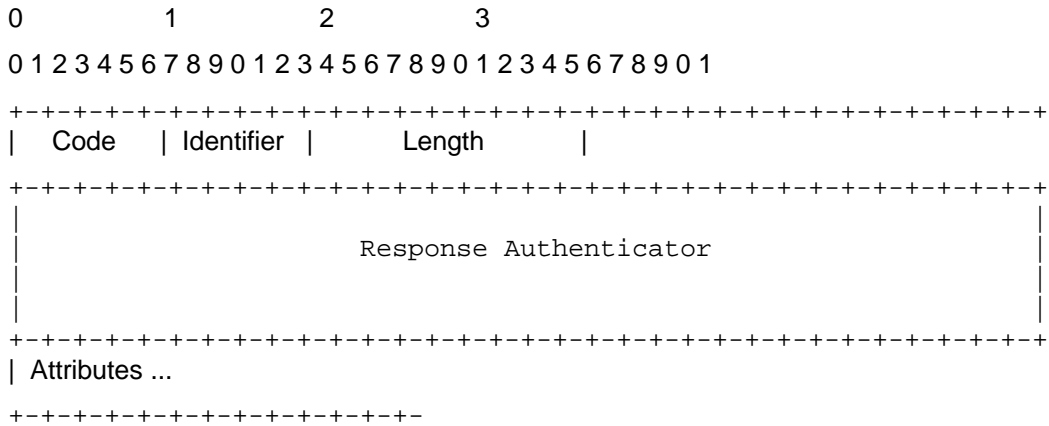 0 1 2 3
0 1 2 3 4 5 6 7 8 9 0 1 2 3 4 5 6 7 8 9 0 1 2 3 4 5 6 7 8 9 0 1
+-+-+-+-+-+-+-+-+-+-+-+-+-+-+-+-+-+-+-+-+-+-+-+-+-+-+-+-+-+-+-+-+
| Code | Identifier | Length |
+-+-+-+-+-+-+-+-+-+-+-+-+-+-+-+-+-+-+-+-+-+-+-+-+-+-+-+-+-+-+-+-+
| |
| Response Authenticator |
| |
| |
+-+-+-+-+-+-+-+-+-+-+-+-+-+-+-+-+-+-+-+-+-+-+-+-+-+-+-+-+-+-+-+-+
| Attributes ...
+-+-+-+-+-+-+-+-+-+-+-+-+-